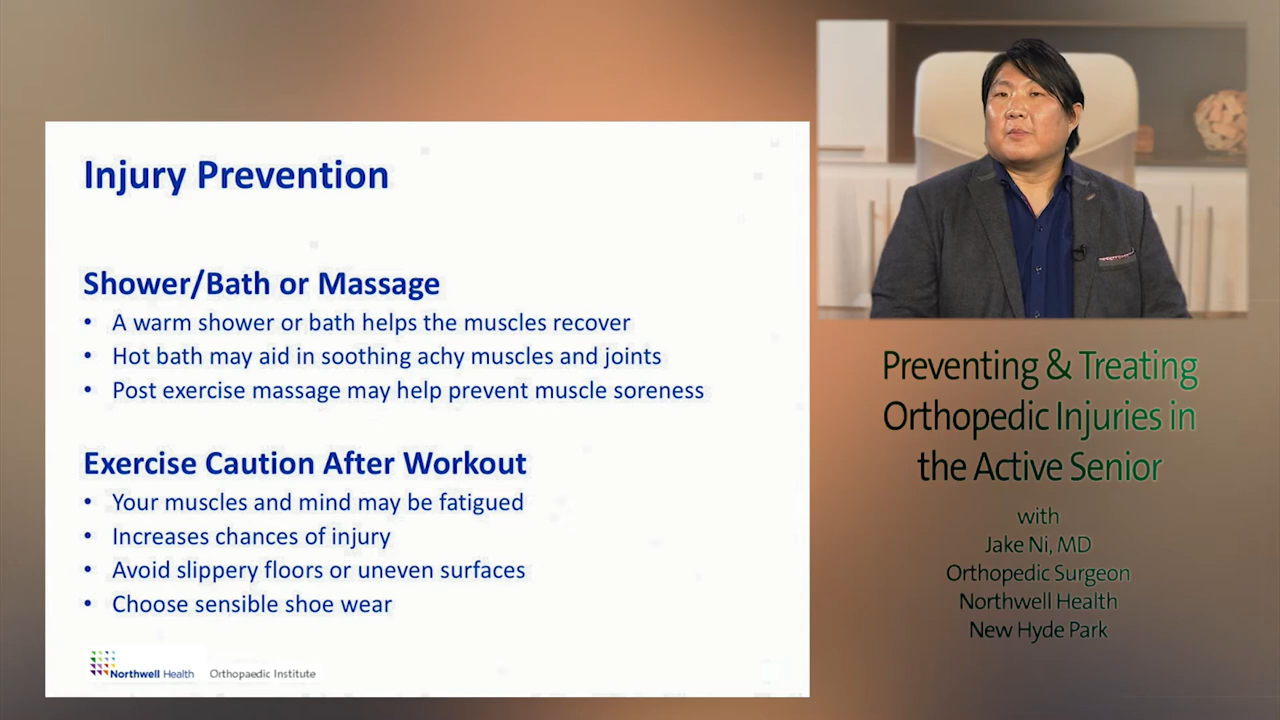 Injury Prevention
Shower/Bath or Massage
• A warm shower or bath helps the muscles recover
• Hot bath may aid in soothing achy muscles and joints
• Post exercise massage may help prevent muscle soreness
Exercise Caution After Workout
• Your muscles and mind may be fatigued
• Increases chances of injury
• Avoid slippery floors or uneven surfaces
• Choose sensible shoe wear
Northwell Health Orthopaedic Institute
Preventing & Treating
Orthopedic Injuries in
the Active Senior
with
Jake Ni, MD
Orthopedic Surgeon
Northwell Health
New Hyde Park